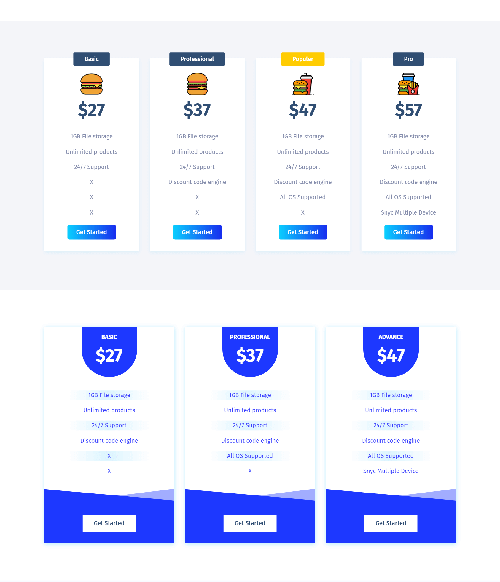 Basic
$27
1GB File storage
Unlimited products
24/7 Support
X
X
X
Get Started
Professional
$37
1GB File storage
Unlimited products
24/7 Support
Discount code engine
X
X
Get Started
Populer
$47
1GB File storage
Unlimited products
24/7 Support
Discount code engine
All OS Supported
X
Get Started
Pro
$57
1GB File storage
Unlimited products
24/7 Support
Discount code engine
All OS Supported
Snyc Multiple Device
Get Started
BASIC
$27
1GB File storage
Unlimited products
24/7 Support
Discount code engine
X
X
Get Started
PROFESSIONAL
$37
1GB File storage
Unlimited products
24/7 Support
Discount code engine
All OS Supported
X
Get Started
ADVANCE
$47
1GB File storage
Unlimited products
24/7 Support
Discount code engine
All OS Supported
Snyc Multiple Device
Get Started